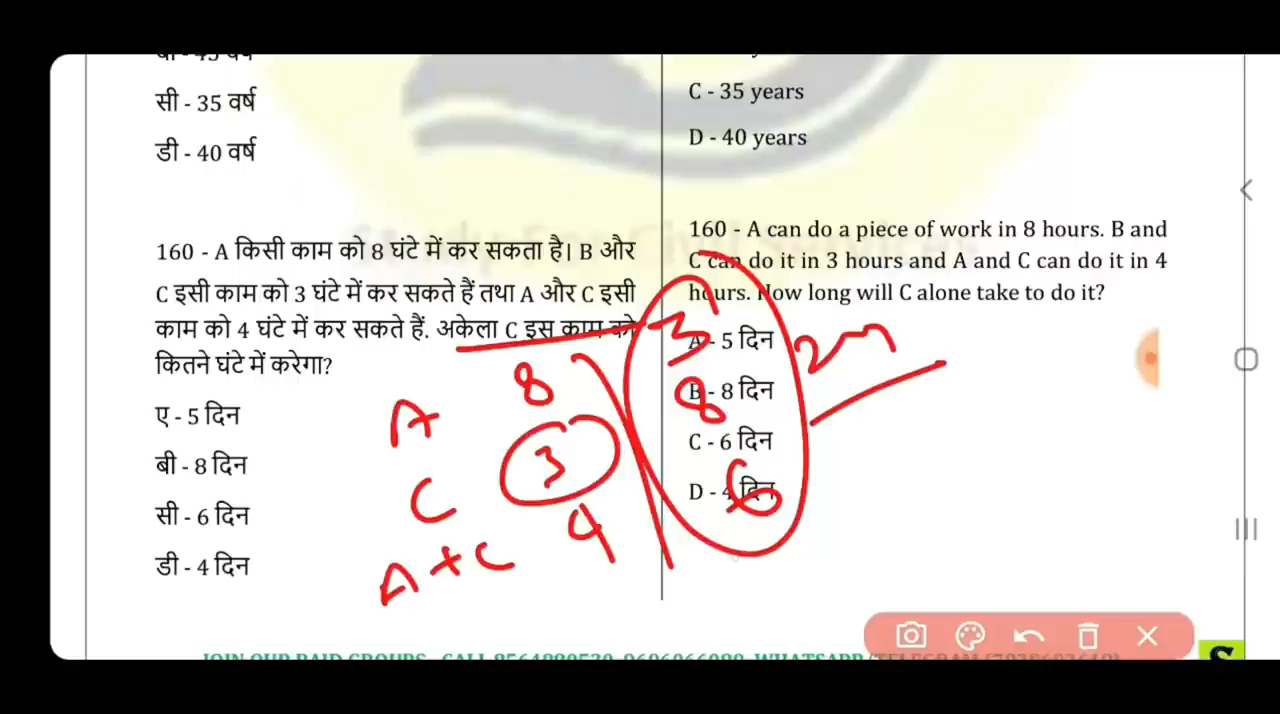 सी - 35 वर्ष
डी - 40 वर्ष
160 - A किसी काम को 8 घंटे में कर सकता है। B और
C इसी काम को 3 घंटे में कर सकते हैं तथा A और C इसी
काम को 4 घंटे में कर सकते हैं. अकेला C इस काम को
कितने घंटे में करेगा?
ए - 5 दिन
बी - 8 दिन
सी - 6 दिन
डी - 4 दिन
C - 35 years
D - 40 years
160 - A can do a piece of work in 8 hours. B and
C can do it in 3 hours and A and C can do it in 4
hours. How long will C alone take to do it?
A - 5 दिन
B - 8 दिन
C - 6 दिन
D - 4 दिन
A 8
C 3
A + C 4
3
8
6